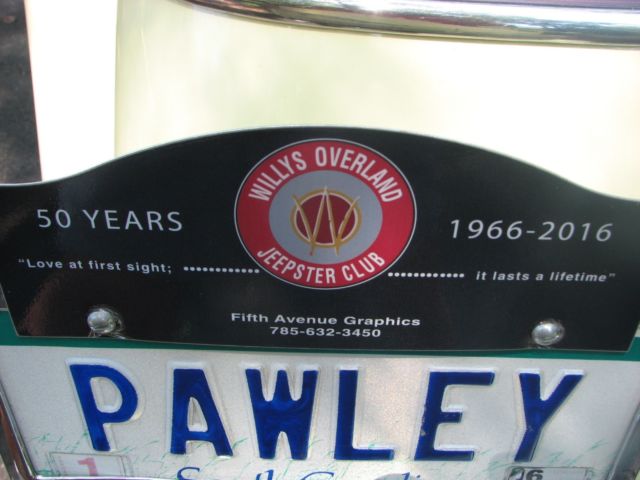 WILLYS OVERLAND
JEEPSTER CLUB
50 YEARS
1966-2016
"Love at first sight; .............. .............. it lasts a lifetime"
Fifth Avenue Graphics
785-632-3450
PAWLEY
1